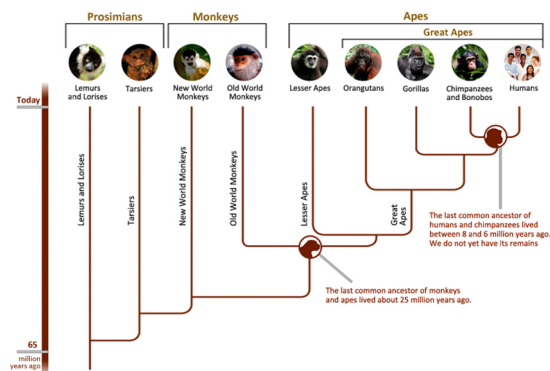 Prosimians
Monkeys
Apes
Great Apes
Lemurs
and Lorises
Tarsiers
New World
Monkeys
Old World
Monkeys
Lesser Apes
Orangutans
Gorillas
Chimpanzees
and Bonobos
Humans
Today
Lemurs and Lorises
Tarsiers
New World Monkeys
Old World Monkeys
Lesser Apes
Great
Apes
The last common ancestor of
humans and chimpanzees lived
between 8 and 6 million years ago.
We do not yet have its remains
The last common ancestor of monkeys
and apes lived about 25 million years ago.
65
million
years ago